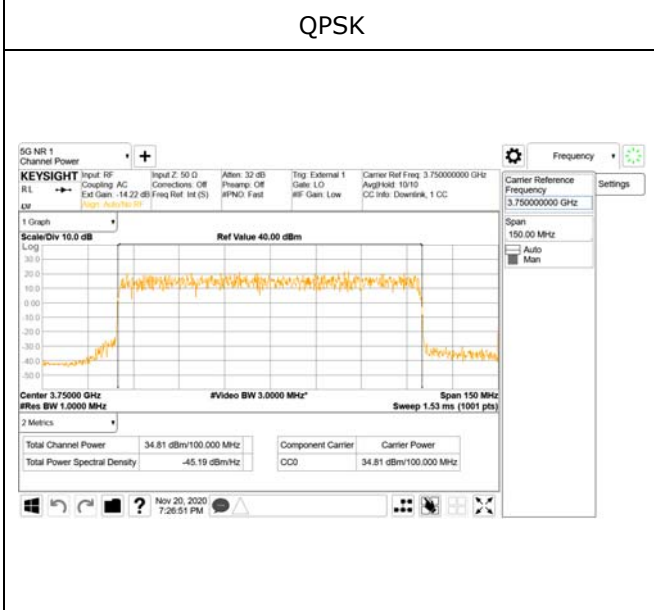 QPSK
5G NR 1
Channel Power
+
Frequency
KEYSIGHT
Input: RF
Coupling: AC
Ext Gain: -14.22 dB
Align: Auto/No RF
RL
Input Z: 50 Ω
Corrections: Off
Freq Ref: Int (S)
Atten: 32 dB
Preamp: Off
#PNO: Fast
Trig: External 1
Gate: LO
#IF Gain: Low
Carrier Ref Freq: 3.750000000 GHz
Avg|Hold: 10/10
CC Info: Downlink, 1 CC
Carrier Reference
Frequency
3.750000000 GHz
Settings
Span
150.00 MHz
Auto
Man
1 Graph
Scale/Div 10.0 dB
Ref Value 40.00 dBm
Log
30.0
20.0
10.0
0.00
-10.0
-20.0
-30.0
-40.0
-50.0
Center 3.75000 GHz
#Video BW 3.0000 MHz*
Span 150 MHz
#Res BW 1.0000 MHz
Sweep 1.53 ms (1001 pts)
2 Metrics
Total Channel Power 34.81 dBm/100.000 MHz
Total Power Spectral Density -45.19 dBm/Hz
Component Carrier Carrier Power
CC0 34.81 dBm/100.000 MHz
?
Nov 20, 2020
7:26:51 PM